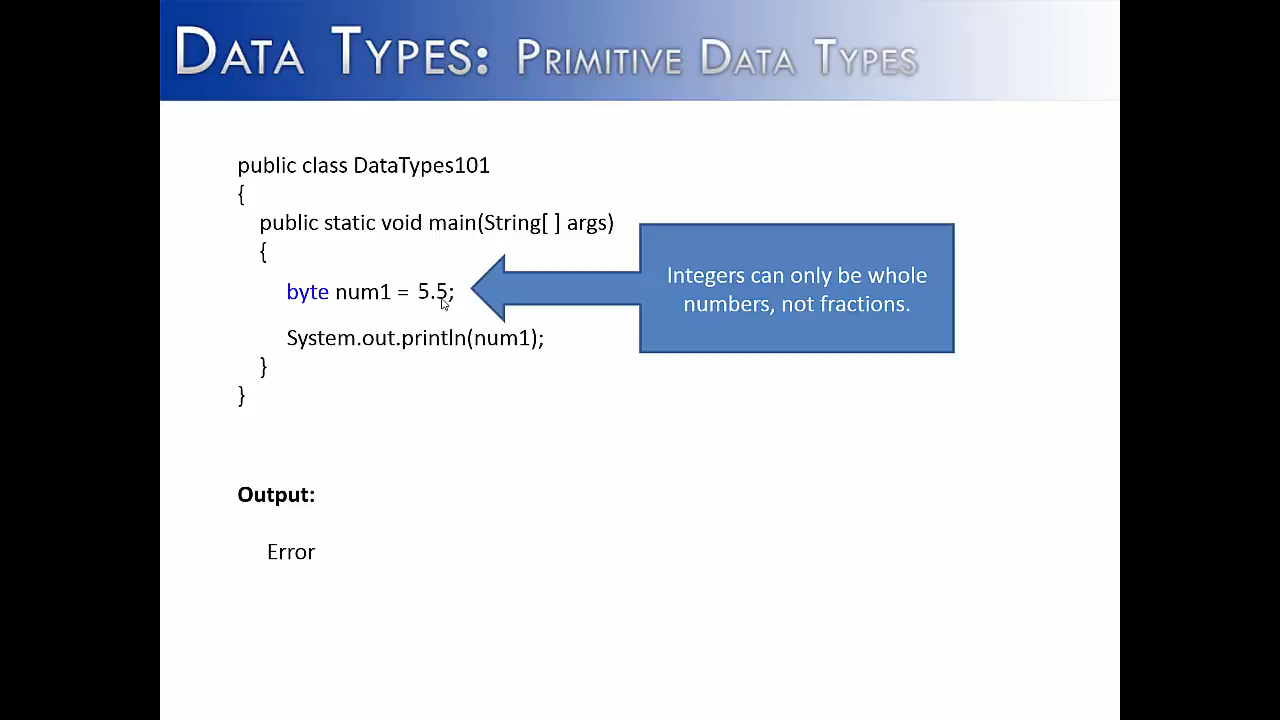 DATA TYPES: PRIMITIVE DATA TYPES
public class DataTypes101
{
public static void main(String[ ] args)
{
byte num1 = 5.5;
Integers can only be whole
numbers, not fractions.
System.out.println(num1);
}
}
Output:
Error